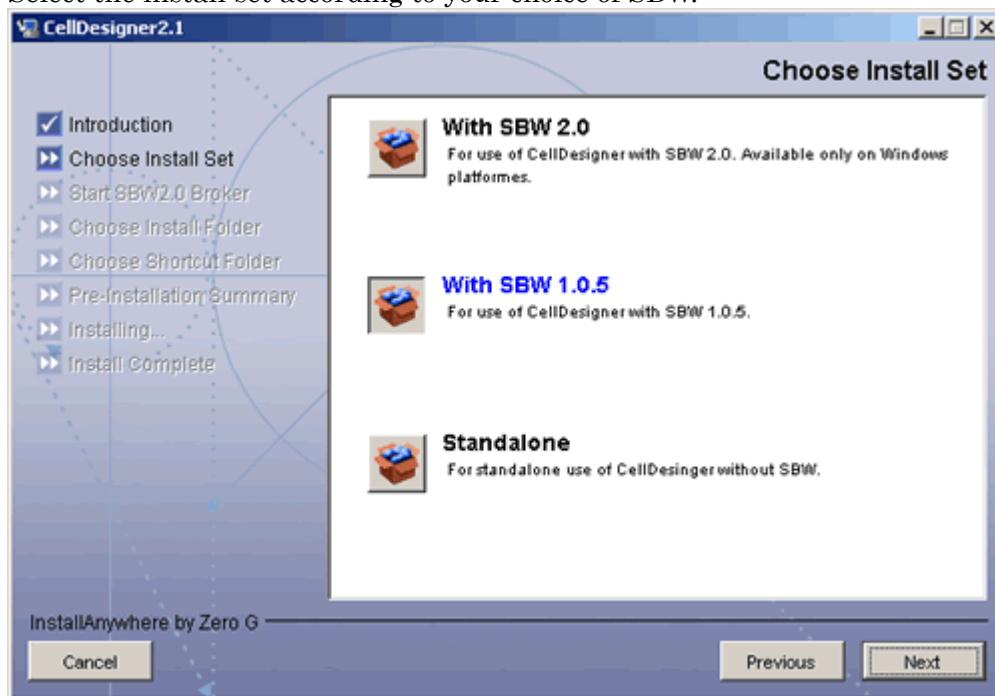 Select the install set according to your choice of SBW.
CellDesigner2.1
Choose Install Set
Introduction
Choose Install Set
Start SBW2.0 Broker
Choose Install Folder
Choose Shortcut Folder
Pre-Installation Summary
Installing...
Install Complete
With SBW 2.0
For use of CellDesigner with SBW 2.0. Available only on Windows
platformes.
With SBW 1.0.5
For use of CellDesigner with SBW 1.0.5.
Standalone
For standalone use of CellDesinger without SBW.
InstallAnywhere by Zero G
Cancel
Previous
Next